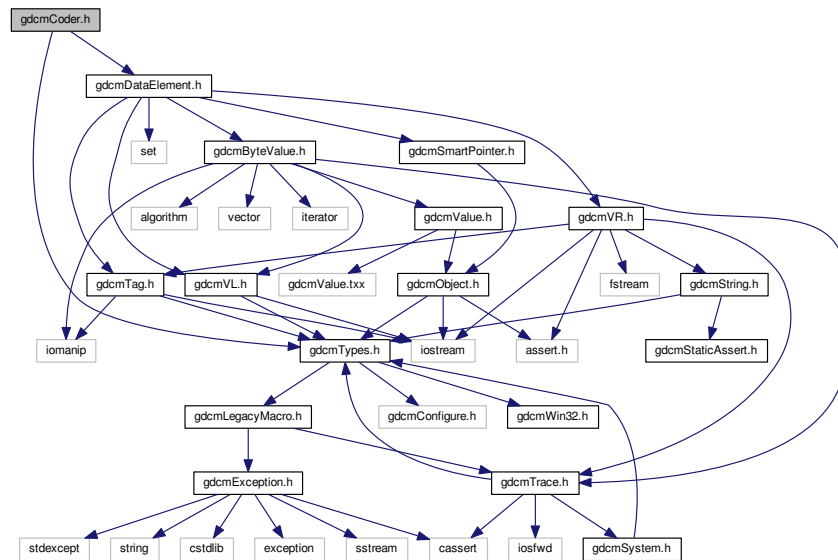 gdcmCoder.h
gdcmDataElement.h
set
gdcmByteValue.h
gdcmSmartPointer.h
algorithm
vector
iterator
gdcmValue.h
gdcmVR.h
gdcmTag.h
gdcmVL.h
gdcmValue.txx
gdcmObject.h
fstream
gdcmString.h
iomanip
gdcmTypes.h
iostream
assert.h
gdcmStaticAssert.h
gdcmLegacyMacro.h
gdcmConfigure.h
gdcmWin32.h
gdcmException.h
gdcmTrace.h
stdexcept
string
cstdlib
exception
sstream
cassert
iosfwd
gdcmSystem.h